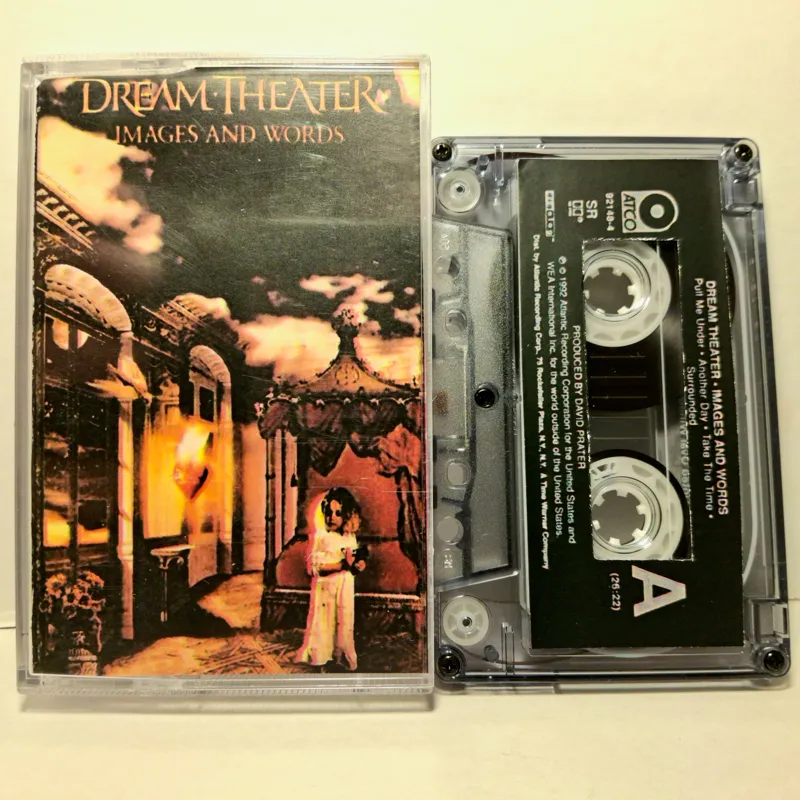 DREAM·THEATER
IMAGES AND WORDS
ATCO
92148-4
SR
DREAM THEATER • IMAGES AND WORDS
Pull Me Under • Another Day • Take The Time •
Surrounded
A
(26:22)
PRODUCED BY DAVID PRATER
℗ © 1992 Atlantic Recording Corporation for the United States and
WEA International Inc. for the world outside of the United States.
Dist. by Atlantic Recording Corp., 75 Rockefeller Plaza, N.Y., N.Y. A Time Warner Company